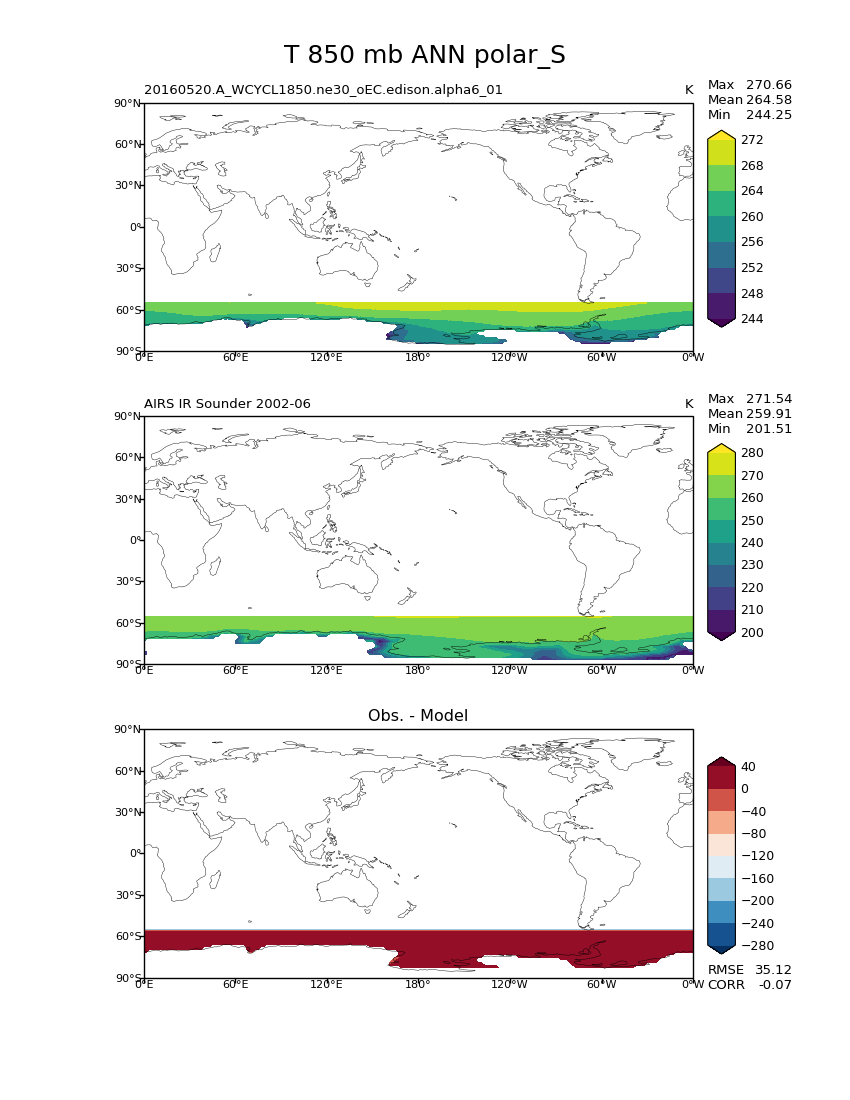 T 850 mb ANN polar_S
20160520.A_WCYCL1850.ne30_oEC.edison.alpha6_01
K
Max 270.66
Mean 264.58
Min 244.25
90°N
60°N
30°N
0°
30°S
60°S
90°S
0°E 60°E 120°E 180° 120°W 60°W 0°W
272
268
264
260
256
252
248
244
AIRS IR Sounder 2002-06
K
Max 271.54
Mean 259.91
Min 201.51
90°N
60°N
30°N
0°
30°S
60°S
90°S
0°E 60°E 120°E 180° 120°W 60°W 0°W
280
270
260
250
240
230
220
210
200
Obs. - Model
90°N
60°N
30°N
0°
30°S
60°S
90°S
0°E 60°E 120°E 180° 120°W 60°W 0°W
40
0
−40
−80
−120
−160
−200
−240
−280
RMSE 35.12
CORR -0.07